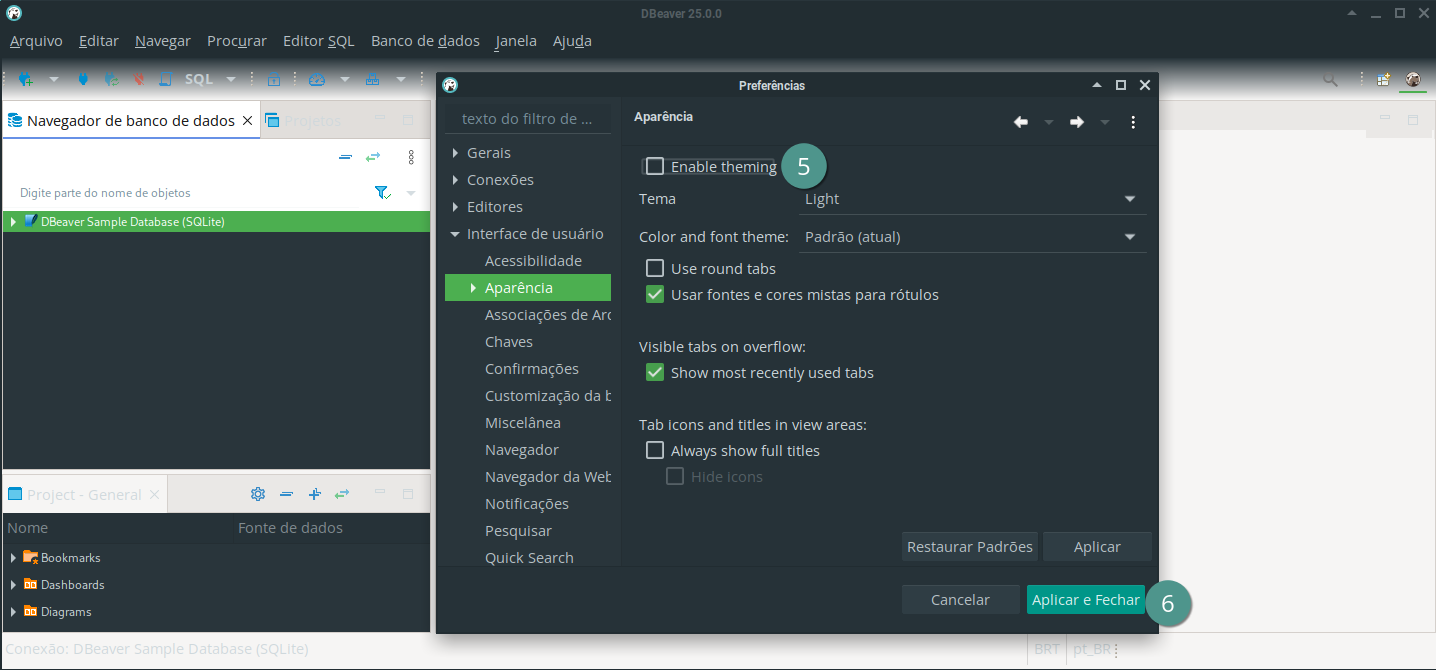 DBeaver 25.0.0
Arquivo Editar Navegar Procurar Editor SQL Banco de dados Janela Ajuda
SQL
Navegador de banco de dados
Projetos
Digite parte do nome de objetos
DBeaver Sample Database (SQLite)
Project - General
Nome Fonte de dados
Bookmarks
Dashboards
Diagrams
Preferências
texto do filtro de ...
Gerais
Conexões
Editores
Interface de usuário
Acessibilidade
Aparência
Associações de Arc
Chaves
Confirmações
Customização da b
Miscelânea
Navegador
Navegador da Web
Notificações
Pesquisar
Quick Search
Aparência
Enable theming
5
Tema Light
Color and font theme: Padrão (atual)
Use round tabs
Usar fontes e cores mistas para rótulos
Visible tabs on overflow:
Show most recently used tabs
Tab icons and titles in view areas:
Always show full titles
Hide icons
Restaurar Padrões Aplicar
Cancelar Aplicar e Fechar
6
Conexão: DBeaver Sample Database (SQLite) BRT pt_BR